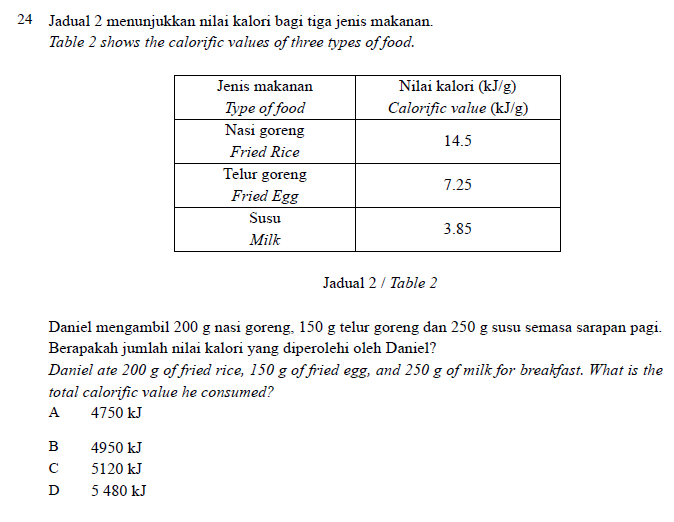 24 Jadual 2 menunjukkan nilai kalori bagi tiga jenis makanan.
Table 2 shows the calorific values of three types of food.
Jenis makanan Nilai kalori (kJ/g)
Type of food Calorific value (kJ/g)
Nasi goreng
Fried Rice
14.5
Telur goreng
Fried Egg
7.25
Susu
Milk
3.85
Jadual 2 / Table 2
Daniel mengambil 200 g nasi goreng, 150 g telur goreng dan 250 g susu semasa sarapan pagi.
Berapakah jumlah nilai kalori yang diperolehi oleh Daniel?
Daniel ate 200 g of fried rice, 150 g of fried egg, and 250 g of milk for breakfast. What is the
total calorific value he consumed?
A 4750 kJ
B 4950 kJ
C 5120 kJ
D 5 480 kJ